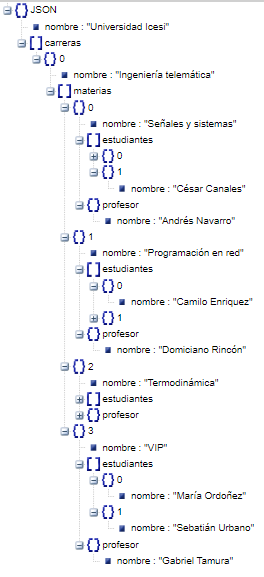 JSON
nombre : "Universidad Icesi"
carreras
0
nombre : "Ingeniería telemática"
materias
0
nombre : "Señales y sistemas"
estudiantes
0
1
nombre : "César Canales"
profesor
nombre : "Andrés Navarro"
1
nombre : "Programación en red"
estudiantes
0
nombre : "Camilo Enriquez"
1
profesor
nombre : "Domiciano Rincón"
2
nombre : "Termodinámica"
estudiantes
profesor
3
nombre : "VIP"
estudiantes
0
nombre : "María Ordoñez"
1
nombre : "Sebatián Urbano"
profesor
nombre : "Gabriel Tamura"